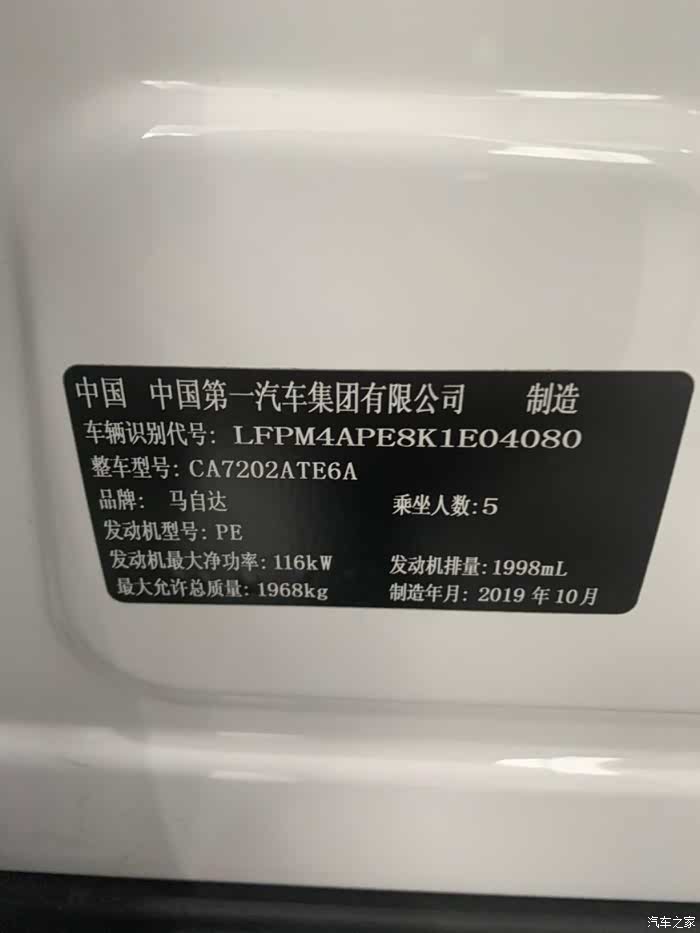 中国 中国第一汽车集团有限公司 制造
车辆识别代号: LFPM4APE8K1E04080
整车型号: CA7202ATE6A
品牌: 马自达 乘坐人数: 5
发动机型号: PE
发动机最大净功率: 116kW 发动机排量: 1998mL
最大允许总质量: 1968kg 制造年月: 2019 年 10 月
汽车之家